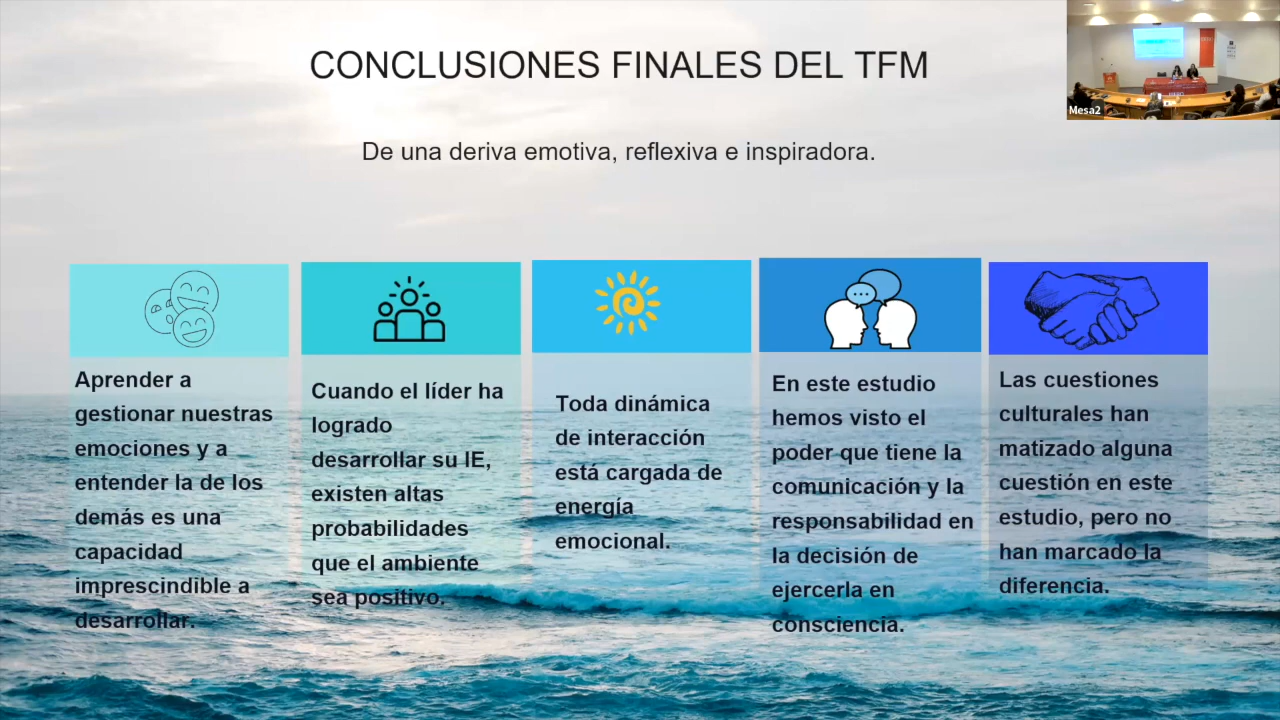 CONCLUSIONES FINALES DEL TFM
De una deriva emotiva, reflexiva e inspiradora.
Mesa2
Aprender a
gestionar nuestras
emociones y a
entender la de los
demás es una
capacidad
imprescindible a
desarrollar.
Cuando el líder ha
logrado
desarrollar su IE,
existen altas
probabilidades
que el ambiente
sea positivo.
Toda dinámica
de interacción
está cargada de
energía
emocional.
En este estudio
hemos visto el
poder que tiene la
comunicación y la
responsabilidad en
la decisión de
ejercerla en
consciencia.
Las cuestiones
culturales han
matizado alguna
cuestión en este
estudio, pero no
han marcado la
diferencia.